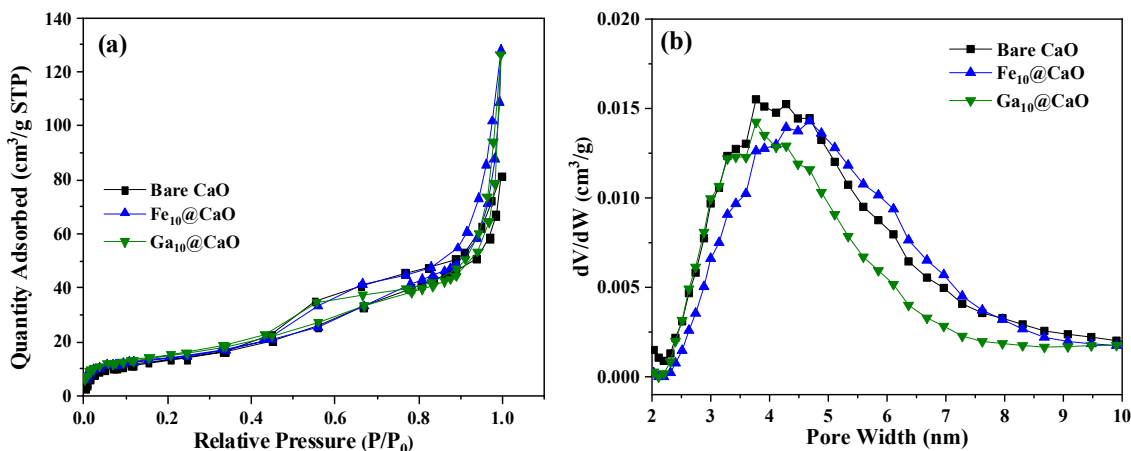 (a)
Quantity Adsorbed (cm³/g STP)
140
120
100
80
60
40
20
0
Bare CaO
Fe₁₀@CaO
Ga₁₀@CaO
0.0 0.2 0.4 0.6 0.8 1.0
Relative Pressure (P/P₀)
(b)
dV/dW (cm³/g)
0.020
0.015
0.010
0.005
0.000
Bare CaO
Fe₁₀@CaO
Ga₁₀@CaO
2 3 4 5 6 7 8 9 10
Pore Width (nm)